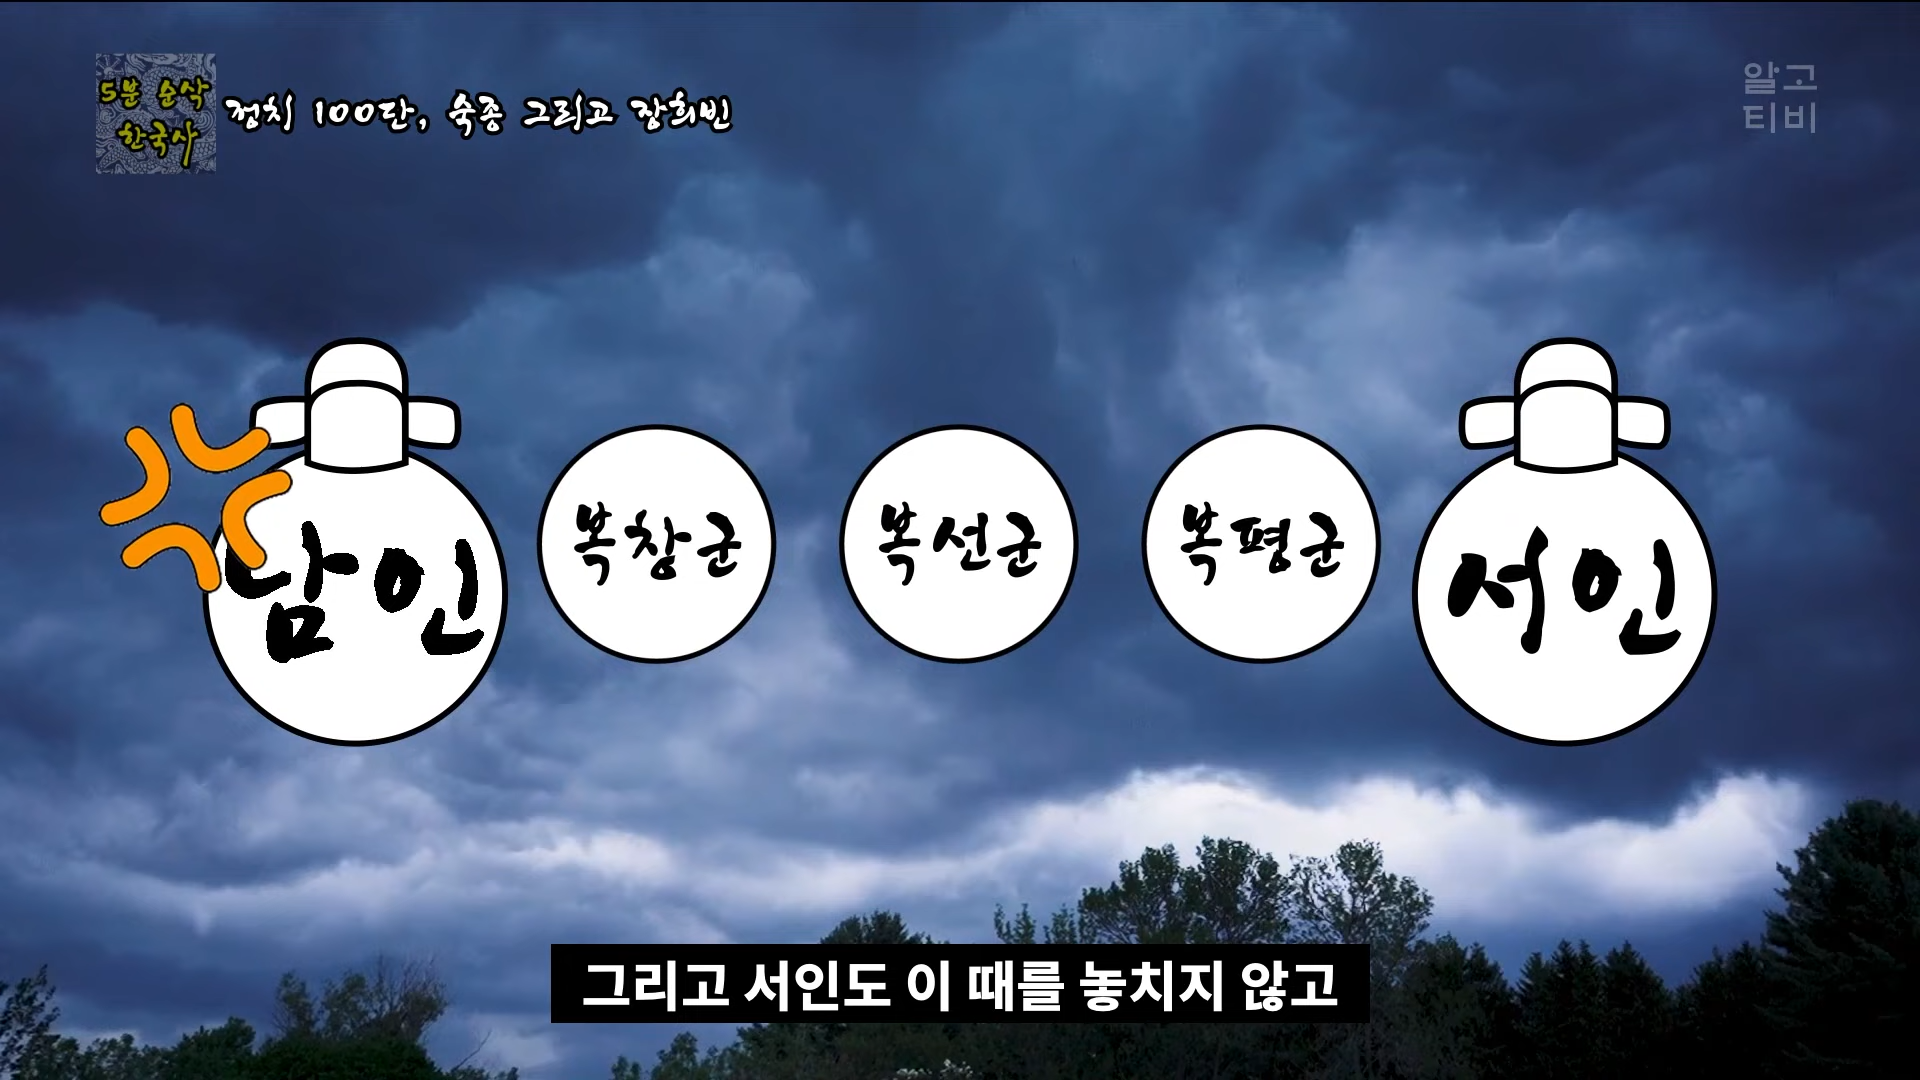 5분 순삭
한국사
정치 100단, 숙종 그리고 장희빈
알고
티비
남인
복창군
복선군
복평군
서인
그리고 서인도 이 때를 놓치지 않고